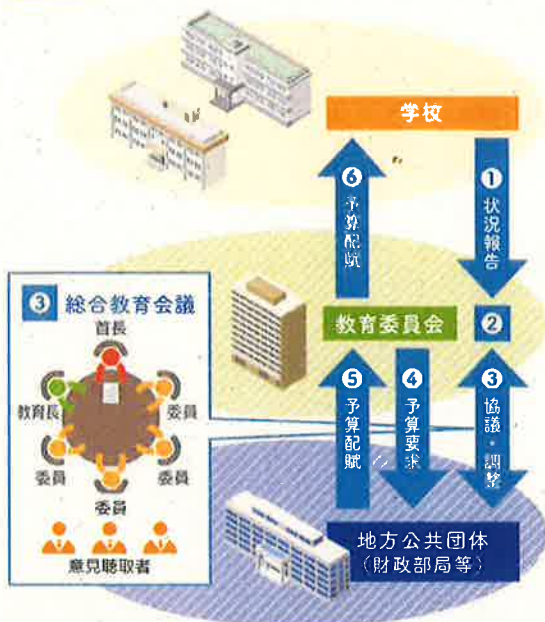 学校
❻予算配賦
❶状況報告
❸ 総合教育会議
首長
教育長
委員
委員
委員
委員
意見聴取者
教育委員会
❷
❺予算配賦
❹予算要求
❸協議・調整
地方公共団体
(財政部局等)